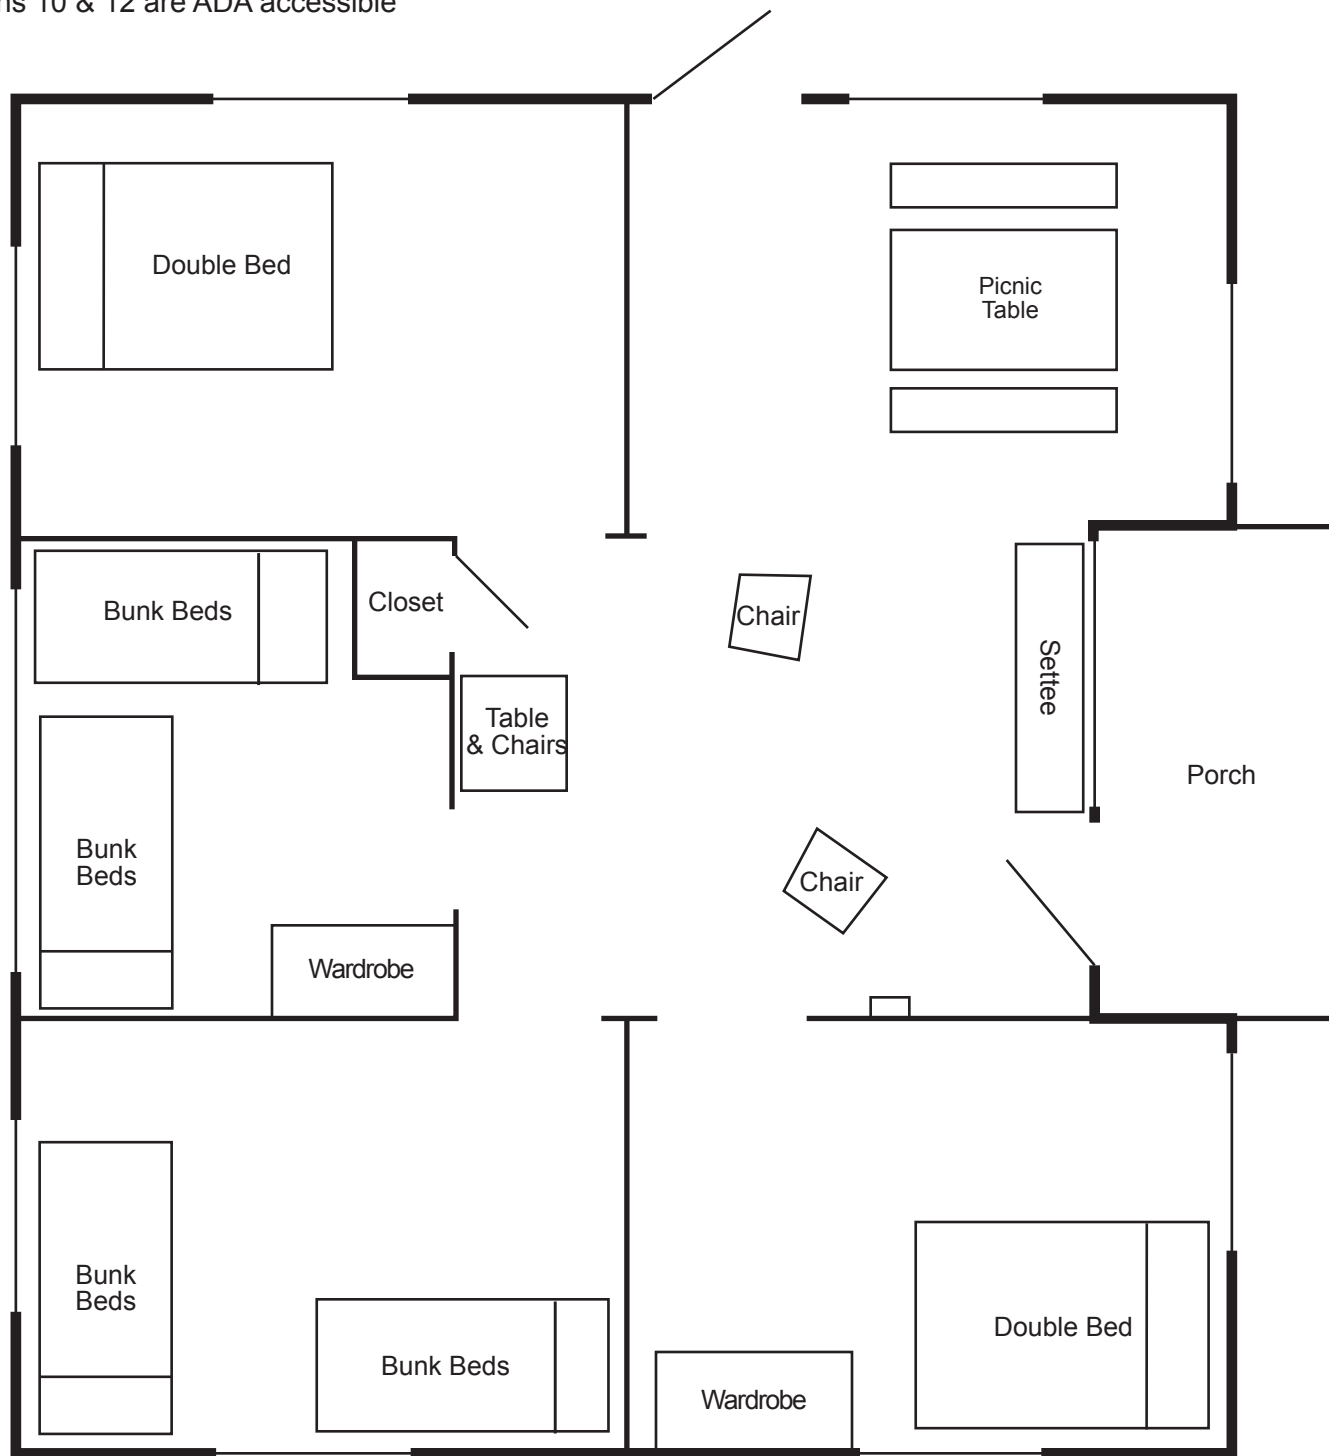 10 & 12 are ADA accessible
Double Bed
Picnic
Table
Bunk Beds
Closet
Chair
Settee
Table
& Chairs
Porch
Bunk
Beds
Chair
Wardrobe
Bunk
Beds
Double Bed
Bunk Beds
Wardrobe